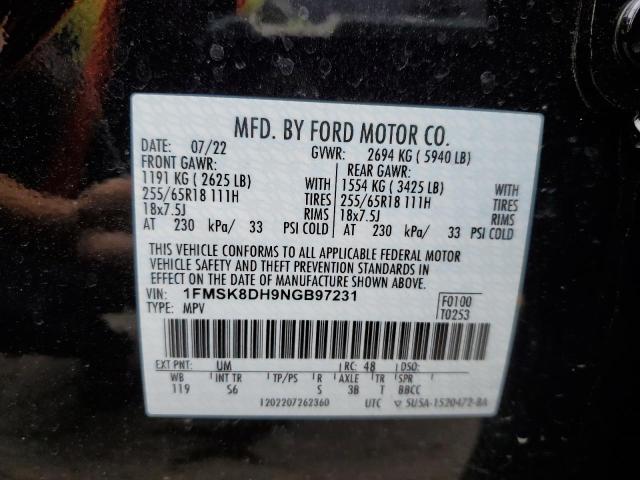 MFD. BY FORD MOTOR CO.
DATE: 07/22 GVWR: 2694 KG ( 5940 LB)
FRONT GAWR: REAR GAWR:
1191 KG ( 2625 LB) WITH 1554 KG ( 3425 LB) WITH
255/65R18 111H TIRES 255/65R18 111H TIRES
18x7.5J RIMS 18x7.5J RIMS
AT 230 kPa/ 33 PSI COLD AT 230 kPa/ 33 PSI COLD
THIS VEHICLE CONFORMS TO ALL APPLICABLE FEDERAL MOTOR
VEHICLE SAFETY AND THEFT PREVENTION STANDARDS IN
EFFECT ON THE DATE OF MANUFACTURE SHOWN ABOVE.
VIN: 1FMSK8DH9NGB97231 F0100
TYPE: MPV T0253
EXT PNT: UM RC: 48 DSO:
WB INT TR TP/PS R AXLE TR SPR
119 S6 S 3B T BBCC
1202207262360 UTC 5U5A-1520472-BA